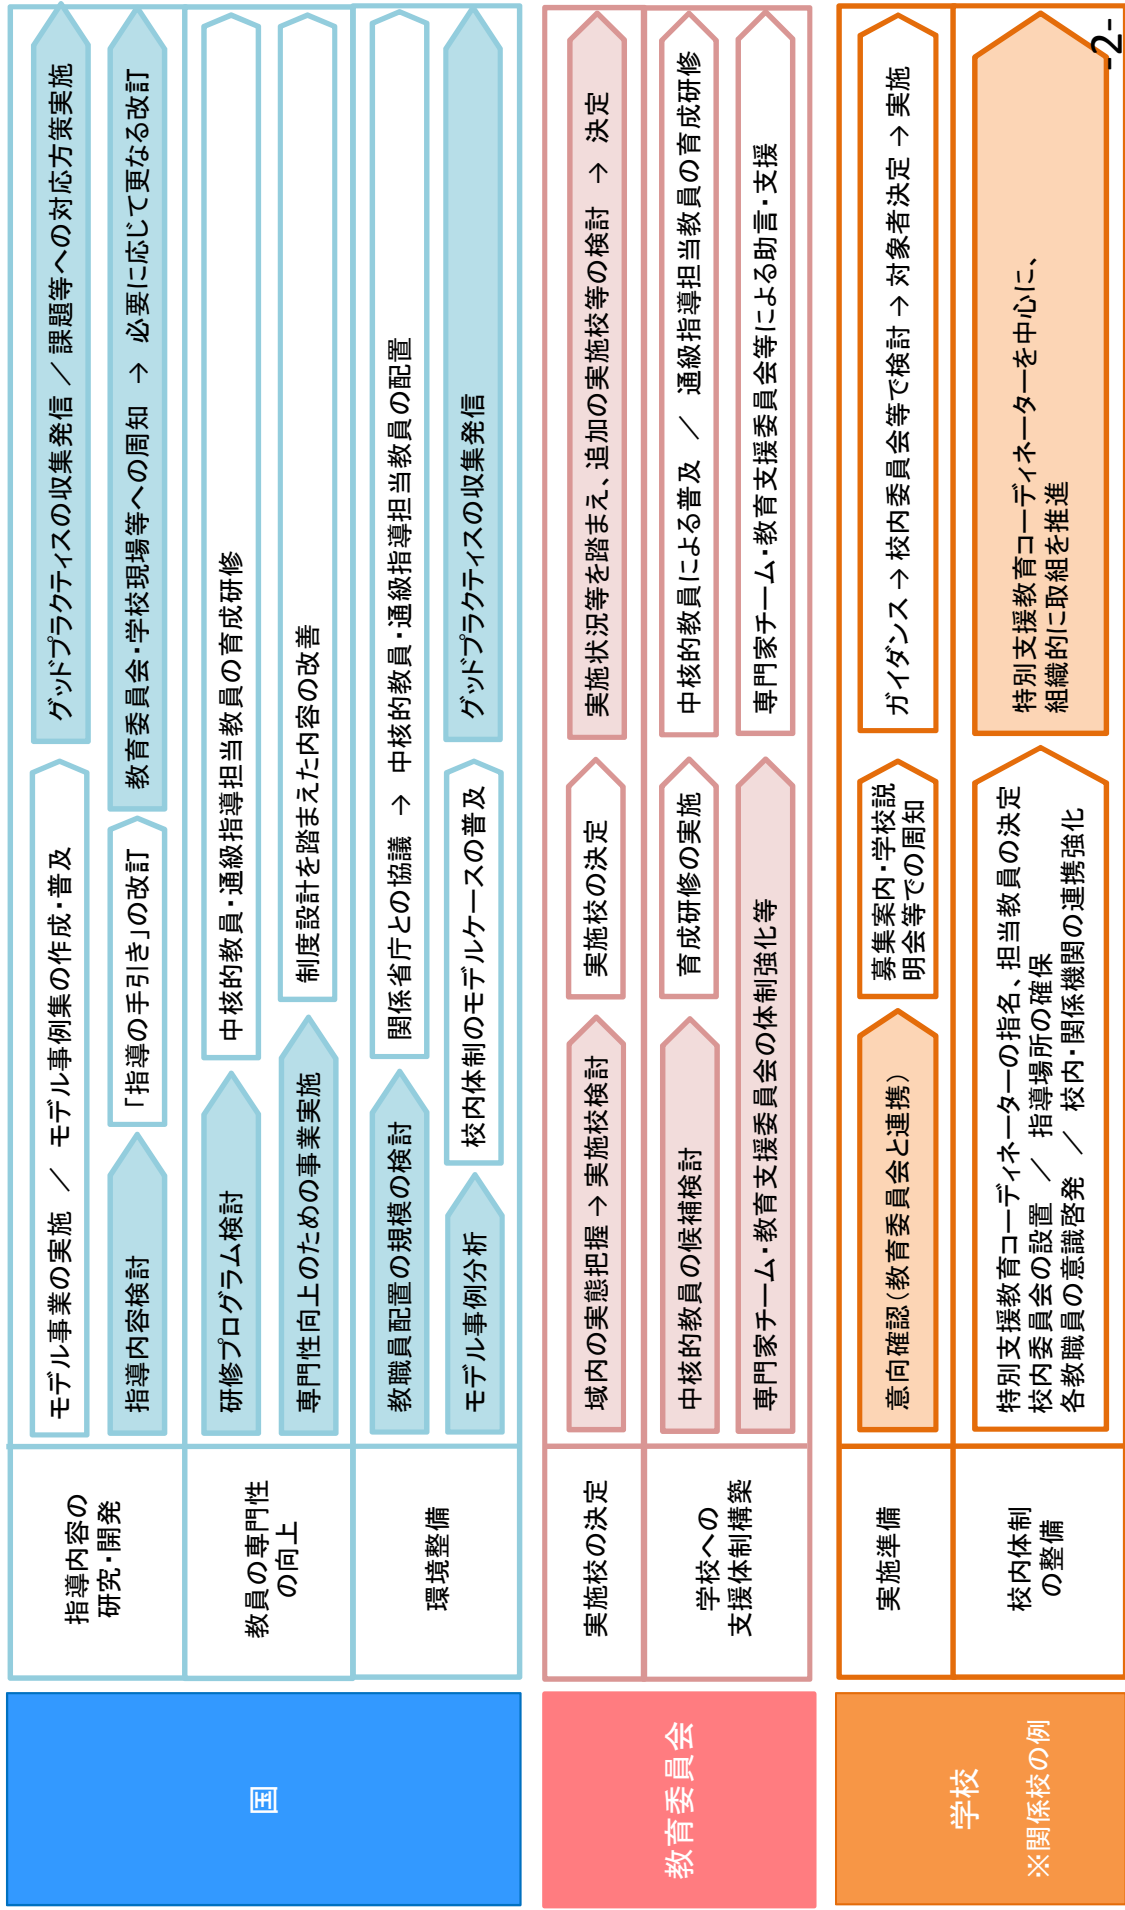 国
指導内容の
研究・開発
モデル事業の実施 ／ モデル事例集の作成・普及
グッドプラクティスの収集発信 ／ 課題等への対応方策実施
指導内容検討
「指導の手引き」の改訂
教育委員会・学校現場等への周知 → 必要に応じて更なる改訂
教員の専門性
の向上
研修プログラム検討
中核的教員・通級指導担当教員の育成研修
専門性向上のための事業実施
制度設計を踏まえた内容の改善
環境整備
教職員配置の規模の検討
関係省庁との協議 → 中核的教員・通級指導担当教員の配置
モデル事例分析
校内体制のモデルケースの普及
グッドプラクティスの収集発信
教育委員会
実施校の決定
域内の実態把握 → 実施校検討
実施校の決定
実施状況等を踏まえ、追加の実施校等の検討 → 決定
学校への
支援体制構築
中核的教員の候補検討
育成研修の実施
中核的教員による普及 ／ 通級指導担当教員の育成研修
専門家チーム・教育支援委員会の体制強化等
専門家チーム・教育支援委員会等による助言・支援
学校
※関係校の例
実施準備
意向確認（教育委員会と連携）
募集案内・学校説
明会等での周知
ガイダンス → 校内委員会等で検討 → 対象者決定 → 実施
校内体制
の整備
特別支援教育コーディネーターの指名、担当教員の決定
校内委員会の設置 ／ 指導場所の確保
各教職員の意識啓発 ／ 校内・関係機関の連携強化
特別支援教育コーディネーターを中心に、
組織的に取組を推進
-2-